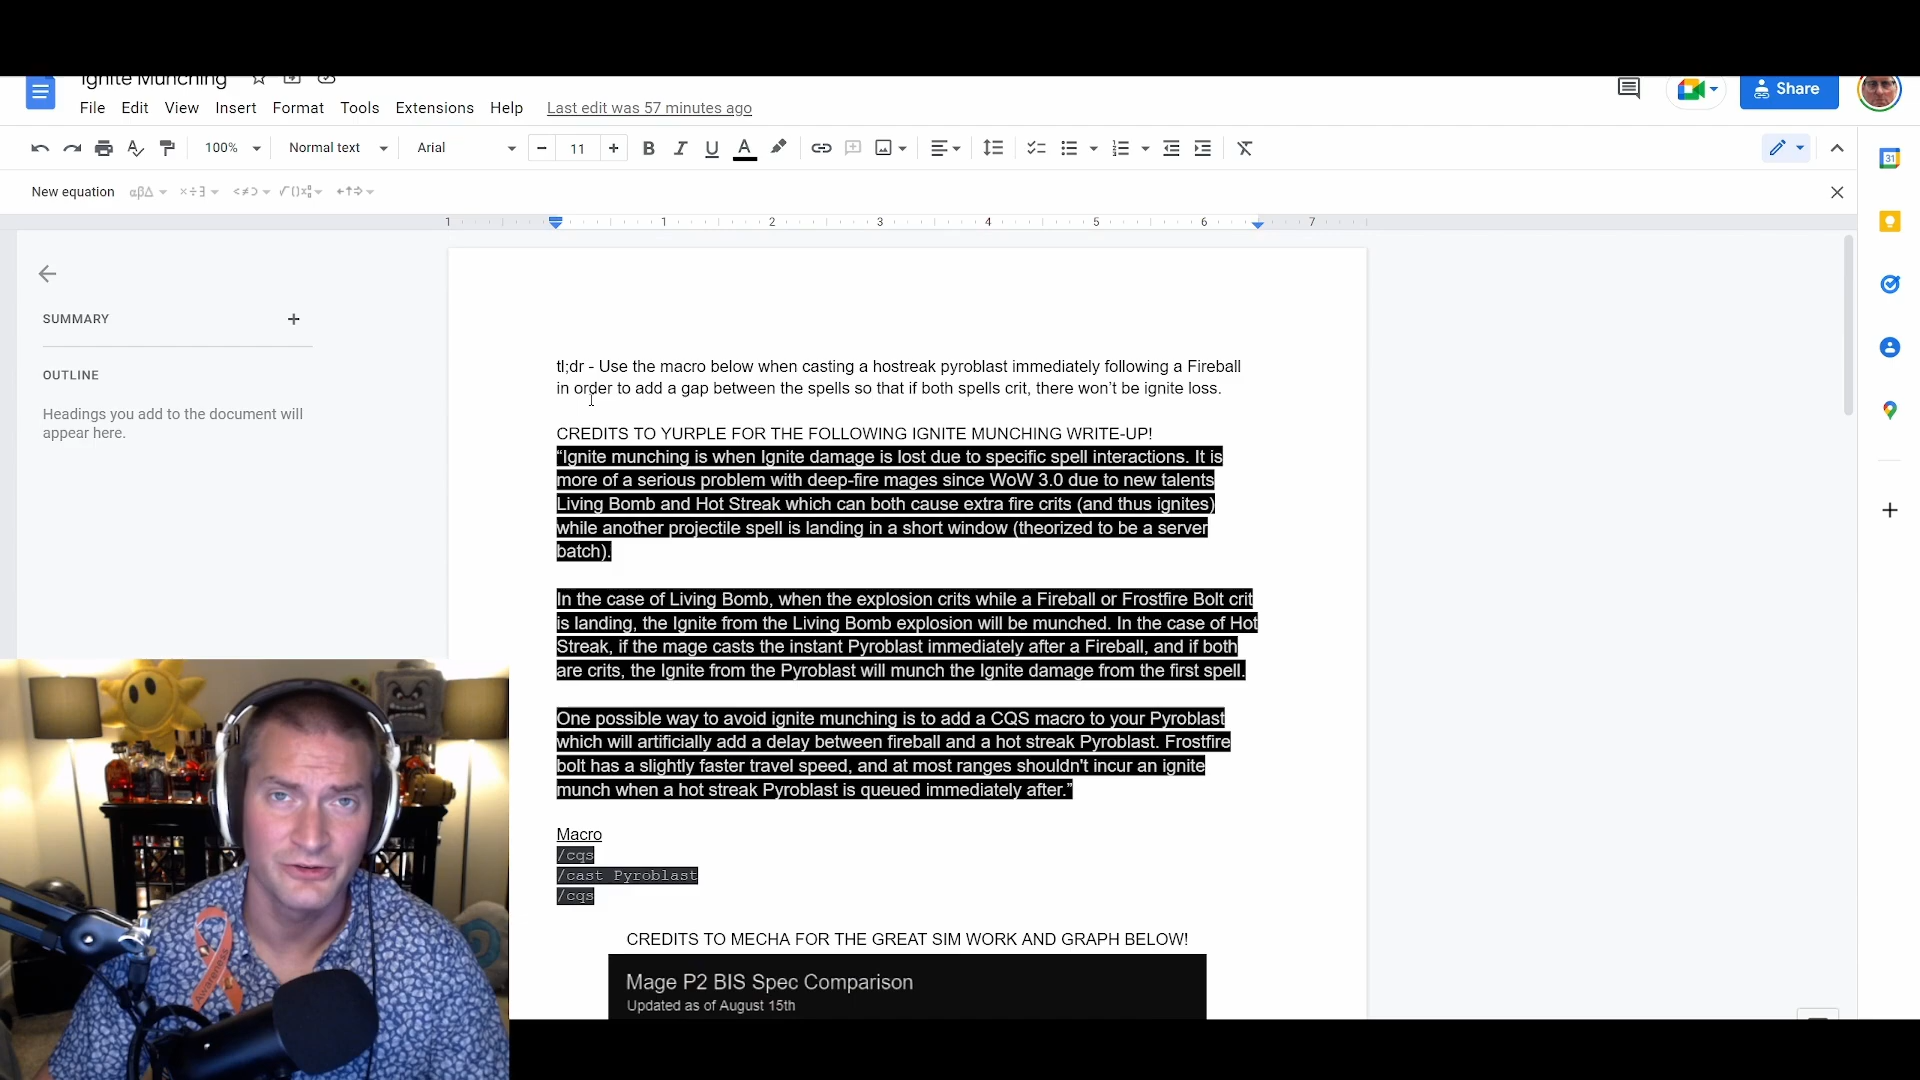 Ignite Munching
File Edit View Insert Format Tools Extensions Help Last edit was 57 minutes ago
Share
100% Normal text Arial 11
New equation
1 1 2 3 4 5 6 7
31
SUMMARY
OUTLINE
Headings you add to the document will
appear here.
tl;dr - Use the macro below when casting a hostreak pyroblast immediately following a Fireball
in order to add a gap between the spells so that if both spells crit, there won’t be ignite loss.
CREDITS TO YURPLE FOR THE FOLLOWING IGNITE MUNCHING WRITE-UP!
“Ignite munching is when Ignite damage is lost due to specific spell interactions. It is
more of a serious problem with deep-fire mages since WoW 3.0 due to new talents
Living Bomb and Hot Streak which can both cause extra fire crits (and thus ignites)
while another projectile spell is landing in a short window (theorized to be a server
batch).
In the case of Living Bomb, when the explosion crits while a Fireball or Frostfire Bolt crit
is landing, the Ignite from the Living Bomb explosion will be munched. In the case of Hot
Streak, if the mage casts the instant Pyroblast immediately after a Fireball, and if both
are crits, the Ignite from the Pyroblast will munch the Ignite damage from the first spell.
One possible way to avoid ignite munching is to add a CQS macro to your Pyroblast
which will artificially add a delay between fireball and a hot streak Pyroblast. Frostfire
bolt has a slightly faster travel speed, and at most ranges shouldn't incur an ignite
munch when a hot streak Pyroblast is queued immediately after.”
Macro
/cqs
/cast Pyroblast
/cqs
CREDITS TO MECHA FOR THE GREAT SIM WORK AND GRAPH BELOW!
Mage P2 BIS Spec Comparison
Updated as of August 15th